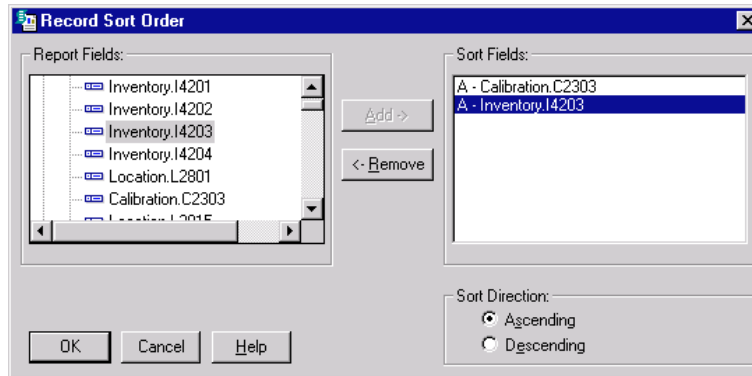 Record Sort Order
Report Fields:
Inventory.I4201
Inventory.I4202
Inventory.I4203
Inventory.I4204
Location.L2801
Calibration.C2303
Add ->
<- Remove
Sort Fields:
A - Calibration.C2303
A - Inventory.I4203
Sort Direction:
Ascending
Descending
OK
Cancel
Help